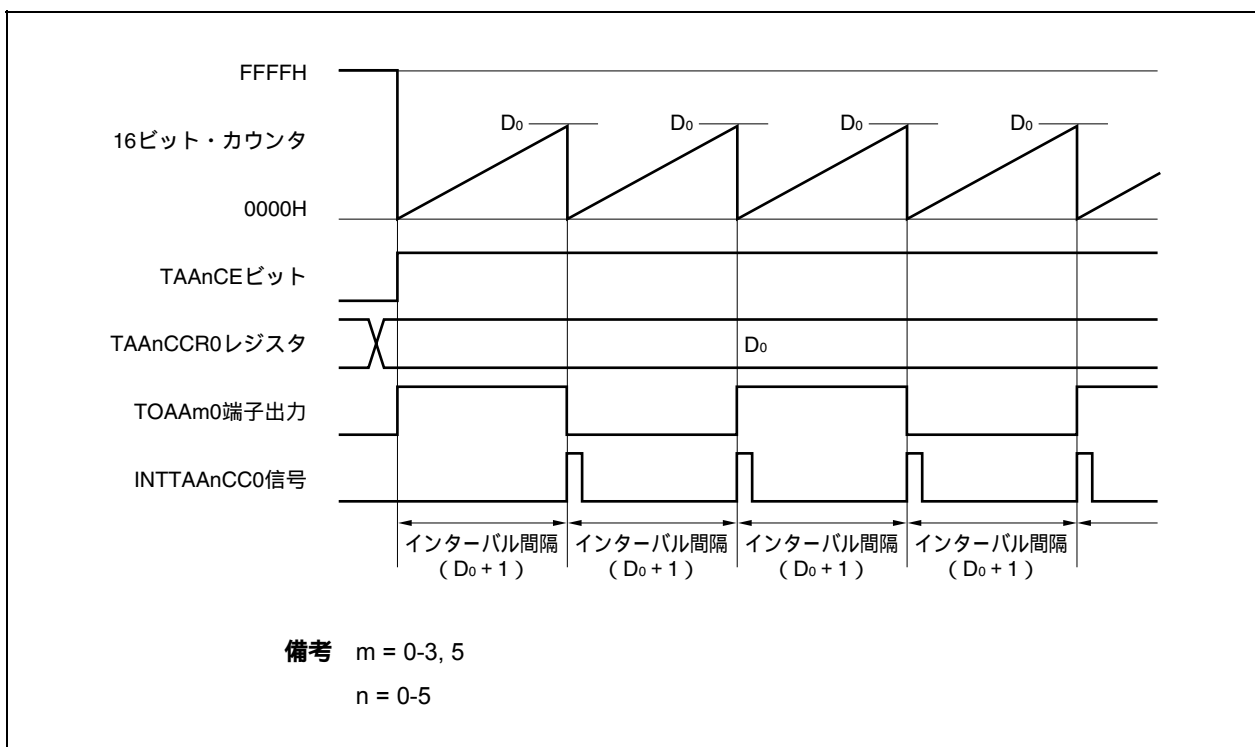 FFFFH
D₀ D₀ D₀ D₀
16ビット・カウンタ
0000H
TAAnCEビット
TAAnCCR0レジスタ D₀
TOAAm0端子出力
INTTAAnCC0信号
インターバル間隔 インターバル間隔 インターバル間隔 インターバル間隔
（D₀ + 1） （D₀ + 1） （D₀ + 1） （D₀ + 1）
備考 m = 0-3, 5
n = 0-5